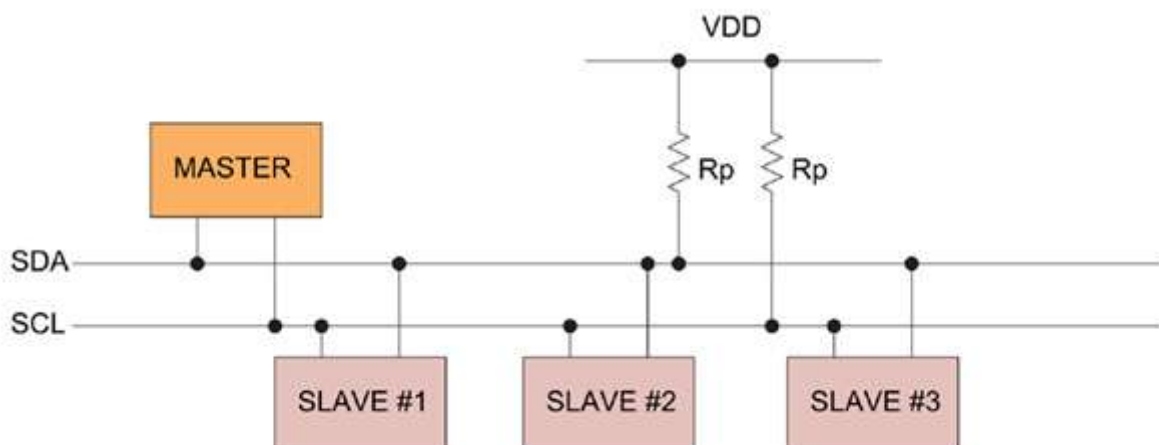 VDD
MASTER
Rp
Rp
SDA
SCL
SLAVE #1
SLAVE #2
SLAVE #3